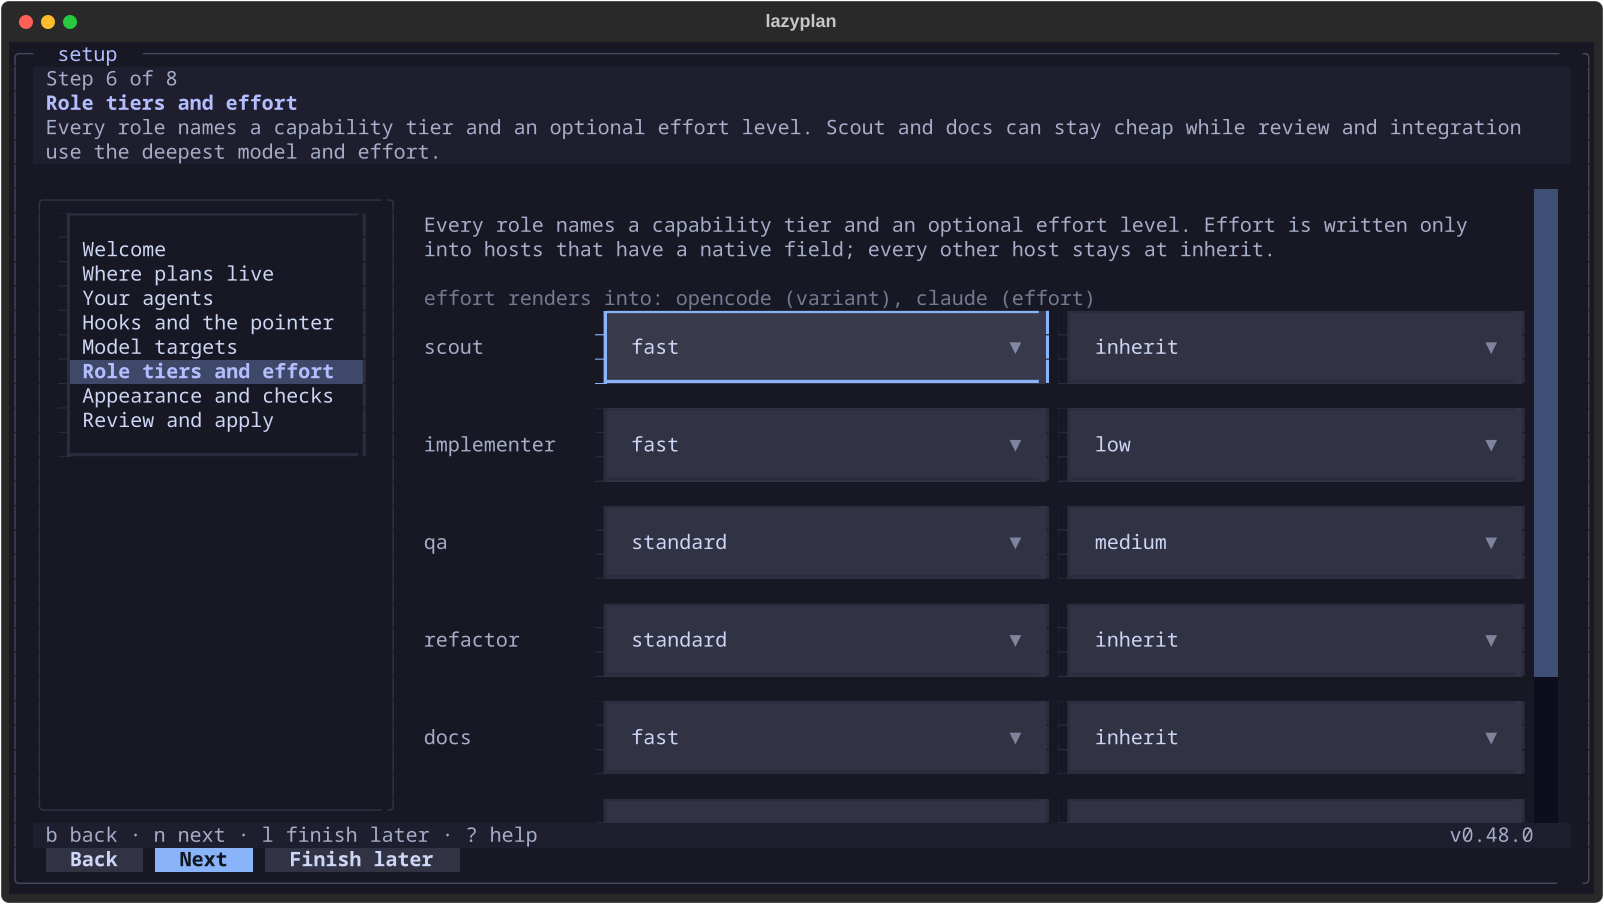 lazyplan
setup
Step 6 of 8
Role tiers and effort
Every role names a capability tier and an optional effort level. Scout and docs can stay cheap while review and integration
use the deepest model and effort.
Welcome
Where plans live
Your agents
Hooks and the pointer
Model targets
Role tiers and effort
Appearance and checks
Review and apply
Every role names a capability tier and an optional effort level. Effort is written only
into hosts that have a native field; every other host stays at inherit.
effort renders into: opencode (variant), claude (effort)
scout fast ▼ inherit ▼
implementer fast ▼ low ▼
qa standard ▼ medium ▼
refactor standard ▼ inherit ▼
docs fast ▼ inherit ▼
b back · n next · l finish later · ? help v0.48.0
Back Next Finish later